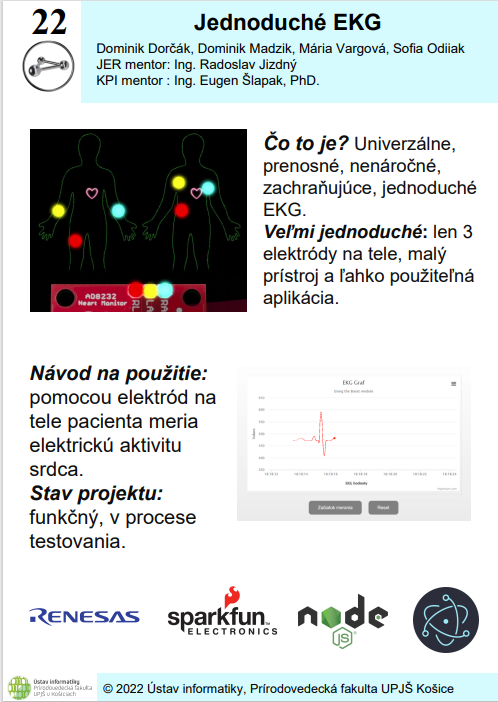 22
Jednoduché EKG
Dominik Dorčák, Dominik Madzik, Mária Vargová, Sofia Odiiak
JER mentor: Ing. Radoslav Jizdný
KPI mentor : Ing. Eugen Šlapak, PhD.
Čo to je? Univerzálne,
prenosné, nenáročné,
zachraňujúce, jednoduché
EKG.
Veľmi jednoduché: len 3
elektródy na tele, malý
prístroj a ľahko použiteľná
aplikácia.
AD8232
Heart Monitor
RL
LA
RA
Návod na použitie:
pomocou elektród na
tele pacienta meria
elektrickú aktivitu
srdca.
Stav projektu:
funkčný, v procese
testovania.
EKG Graf
EKG hodnoty
Začiatok merania
Reset
RENESAS
sparkfun
ELECTRONICS
node
JS
Ústav informatiky
Prírodovedecká fakulta
UPJŠ v Košiciach
© 2022 Ústav informatiky, Prírodovedecká fakulta UPJŠ Košice